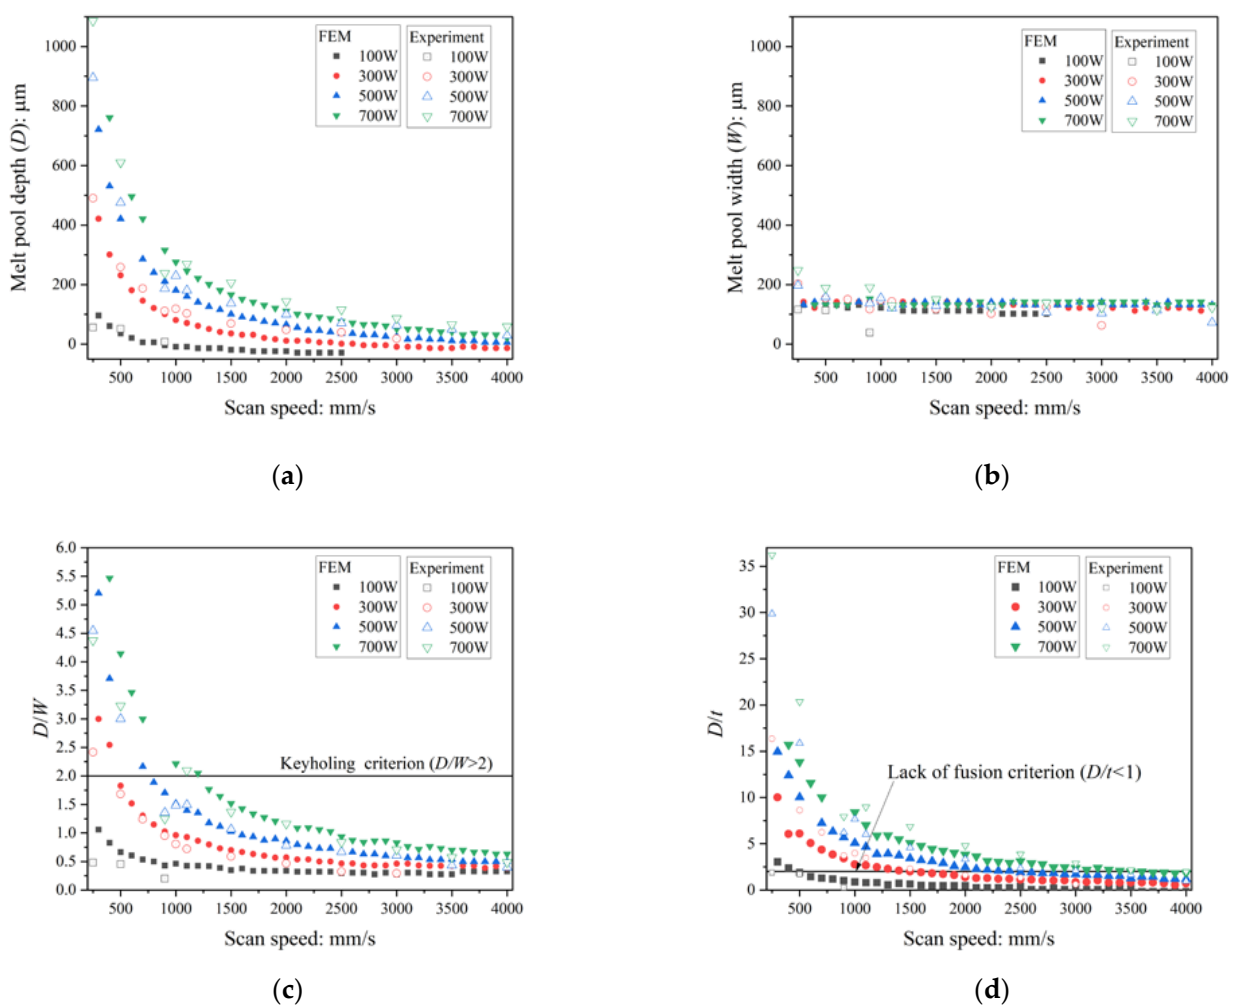 FEM Experiment
100W 100W
300W 300W
500W 500W
700W 700W
1000
800
600
400
200
0
Melt pool depth (D): μm
500 1000 1500 2000 2500 3000 3500 4000
Scan speed: mm/s
(a)
FEM Experiment
100W 100W
300W 300W
500W 500W
700W 700W
1000
800
600
400
200
0
Melt pool width (W): μm
500 1000 1500 2000 2500 3000 3500 4000
Scan speed: mm/s
(b)
FEM Experiment
100W 100W
300W 300W
500W 500W
700W 700W
6.0
5.5
5.0
4.5
4.0
3.5
3.0
2.5
2.0
1.5
1.0
0.5
0.0
D/W
Keyholing criterion (D/W>2)
500 1000 1500 2000 2500 3000 3500 4000
Scan speed: mm/s
(c)
FEM Experiment
100W 100W
300W 300W
500W 500W
700W 700W
35
30
25
20
15
10
5
0
D/t
Lack of fusion criterion (D/t<1)
500 1000 1500 2000 2500 3000 3500 4000
Scan speed: mm/s
(d)